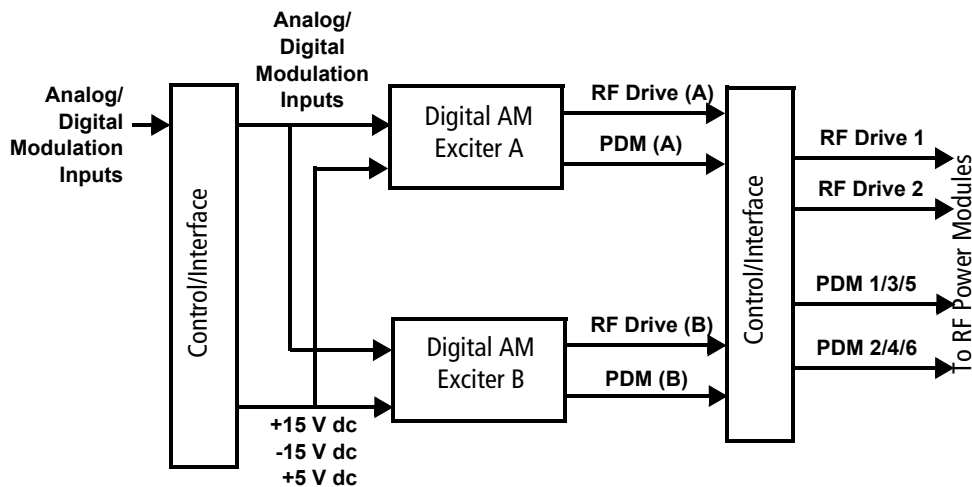 Analog/
Digital
Modulation
Inputs
Control/Interface
Analog/
Digital
Modulation
Inputs
+15 V dc
-15 V dc
+5 V dc
Digital AM
Exciter A
Digital AM
Exciter B
RF Drive (A)
PDM (A)
RF Drive (B)
PDM (B)
Control/Interface
RF Drive 1
RF Drive 2
PDM 1/3/5
PDM 2/4/6
To RF Power Modules